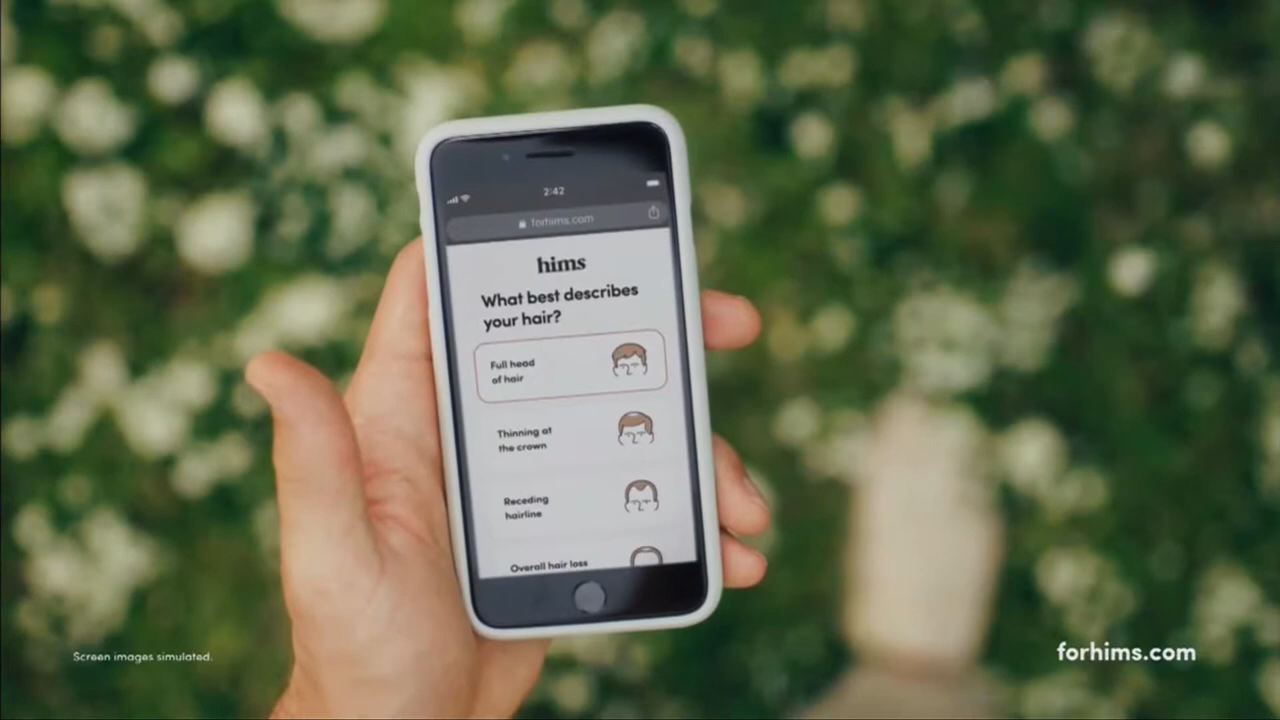 2:42
forhims.com
hims
What best describes
your hair?
Full head
of hair
Thinning at
the crown
Receding
hairline
Overall hair loss
Screen images simulated.
forhims.com